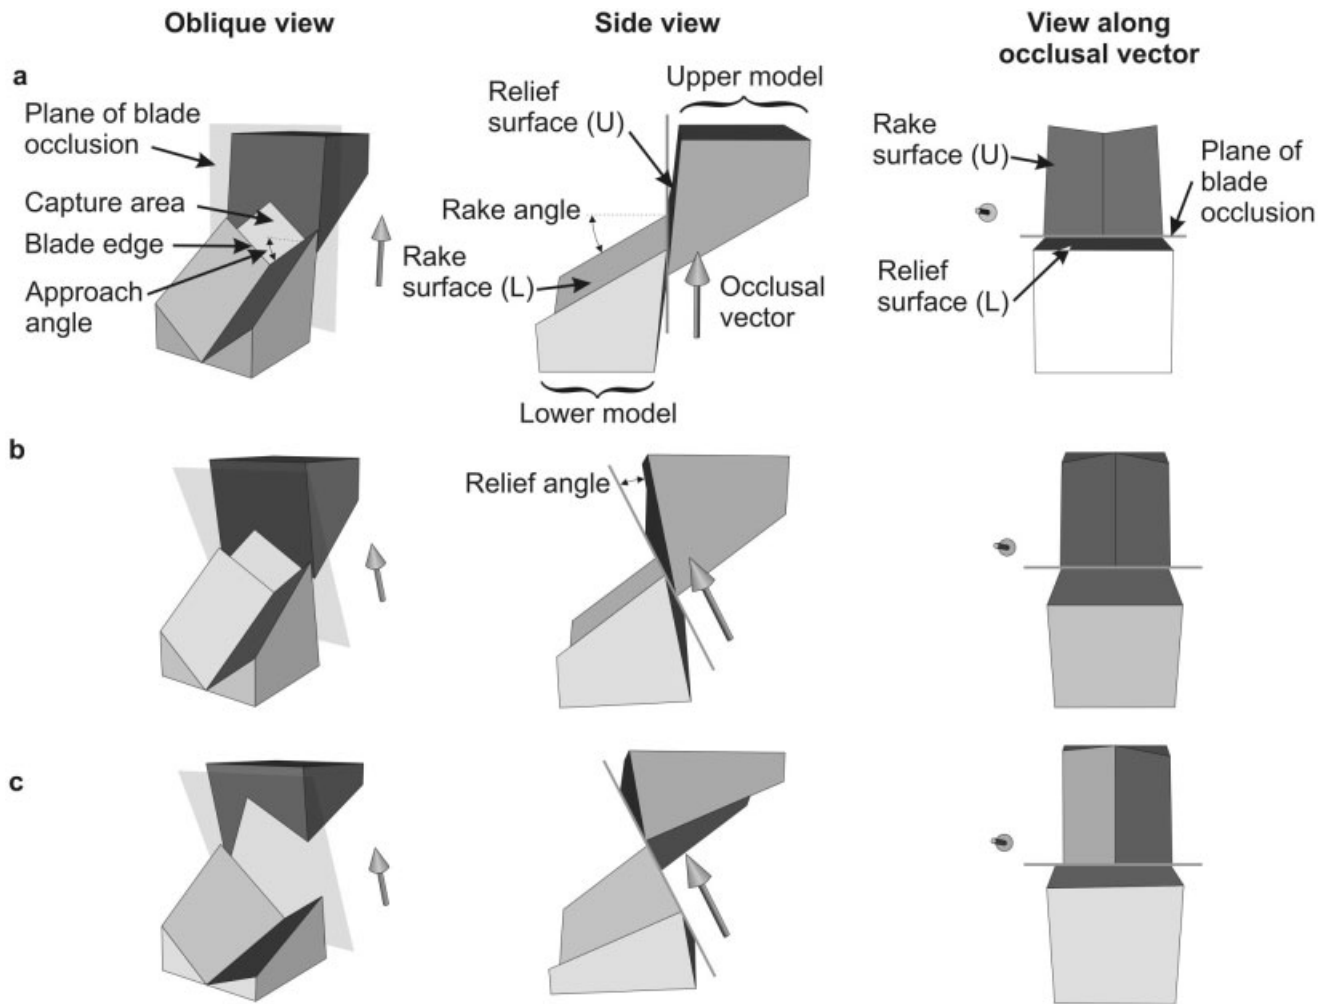 Oblique view
Side view
View along
occlusal vector
a
Plane of blade
occlusion
Capture area
Blade edge
Approach
angle
Relief
surface (U)
Upper model
Rake angle
Rake
surface (L)
Occlusal
vector
Lower model
Rake
surface (U)
Plane of
blade
occlusion
Relief
surface (L)
b
Relief angle
c